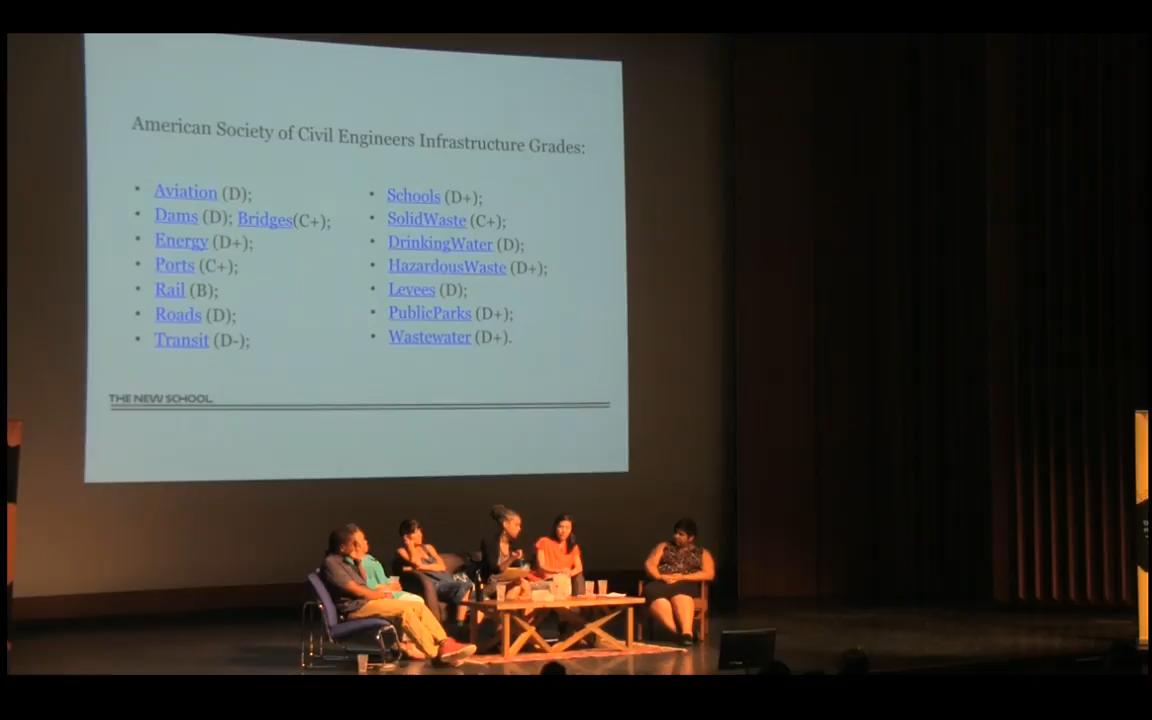 American Society of Civil Engineers Infrastructure Grades:
• Aviation (D);
• Dams (D); Bridges(C+);
• Energy (D+);
• Ports (C+);
• Rail (B);
• Roads (D);
• Transit (D-);
• Schools (D+);
• SolidWaste (C+);
• DrinkingWater (D);
• HazardousWaste (D+);
• Levees (D);
• PublicParks (D+);
• Wastewater (D+).
THE NEW SCHOOL